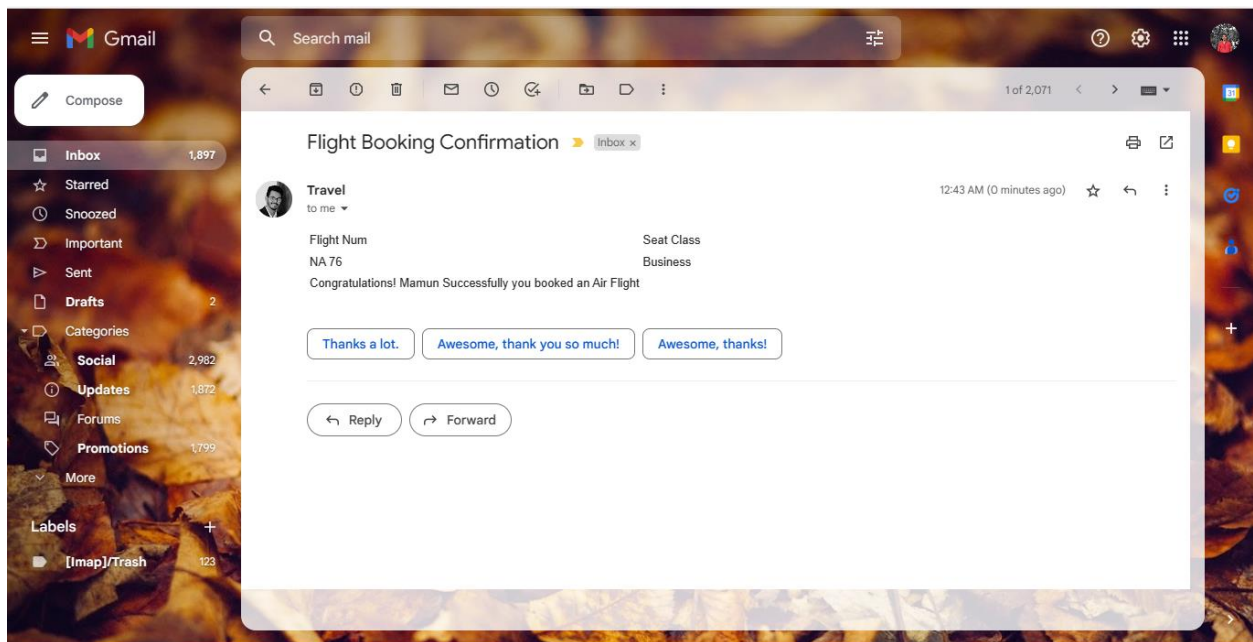 Gmail
Search mail
Compose
1 of 2,071
Inbox 1,897
Starred
Snoozed
Important
Sent
Drafts 2
Categories
Social 2,982
Updates 1,872
Forums
Promotions 1,799
More
Labels
[Imap]/Trash 123
Flight Booking Confirmation Inbox x
Travel 12:43 AM (0 minutes ago)
to me
Flight Num Seat Class
NA 76 Business
Congratulations! Mamun Successfully you booked an Air Flight
Thanks a lot. Awesome, thank you so much! Awesome, thanks!
Reply Forward
31